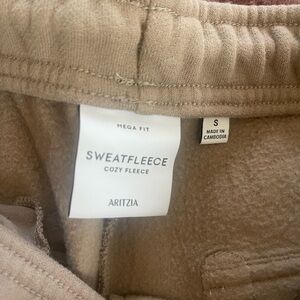 MEGA FIT
SWEATFLEECE
COZY FLEECE
ARITZIA
S
MADE IN
CAMBODIA